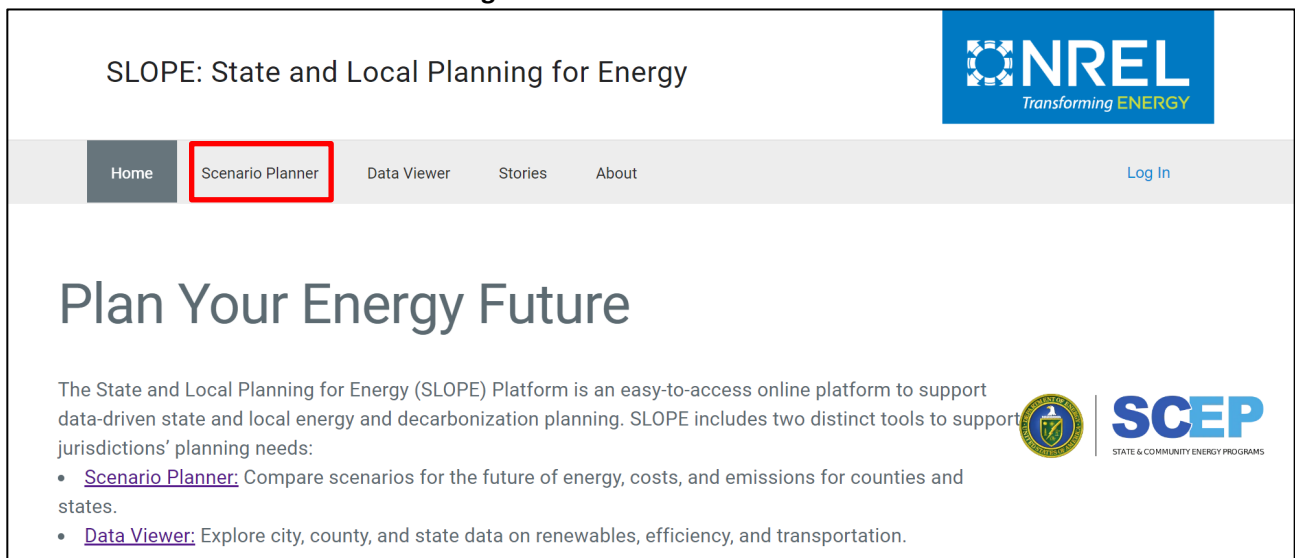 SLOPE: State and Local Planning for Energy
NREL
Transforming ENERGY
Home Scenario Planner Data Viewer Stories About Log In
Plan Your Energy Future
The State and Local Planning for Energy (SLOPE) Platform is an easy-to-access online platform to support
data-driven state and local energy and decarbonization planning. SLOPE includes two distinct tools to support
jurisdictions’ planning needs:
• Scenario Planner: Compare scenarios for the future of energy, costs, and emissions for counties and
states.
• Data Viewer: Explore city, county, and state data on renewables, efficiency, and transportation.
SCEP
STATE & COMMUNITY ENERGY PROGRAMS